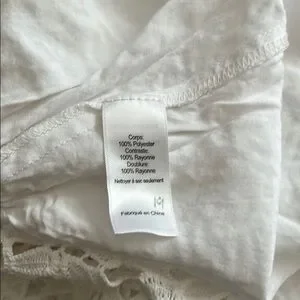 Corps:
100% Polyester
Contraste:
100% Rayonne
Doublure:
100% Rayonne
Nettoyer à sec seulement
Fabriqué en Chine